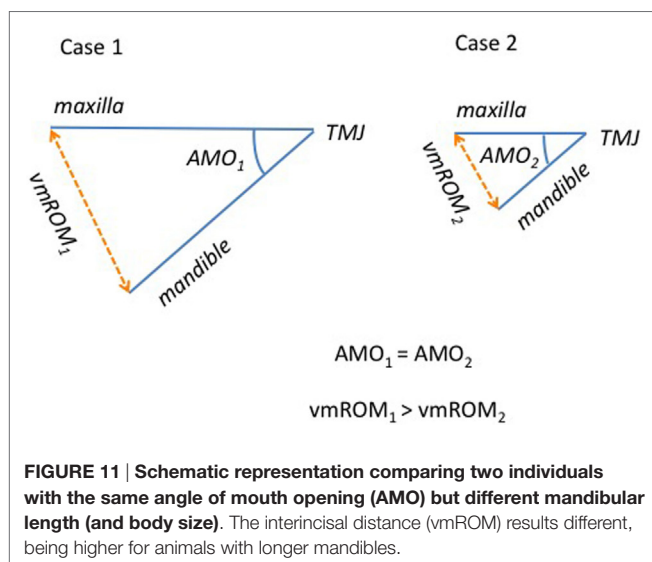 Case 1
Case 2
maxilla
TMJ
AMO₁
vmROM₁
mandible
maxilla
TMJ
AMO₂
vmROM₂
mandible
AMO₁ = AMO₂
vmROM₁ > vmROM₂
FIGURE 11 | Schematic representation comparing two individuals
with the same angle of mouth opening (AMO) but different mandibular
length (and body size). The interincisal distance (vmROM) results different,
being higher for animals with longer mandibles.